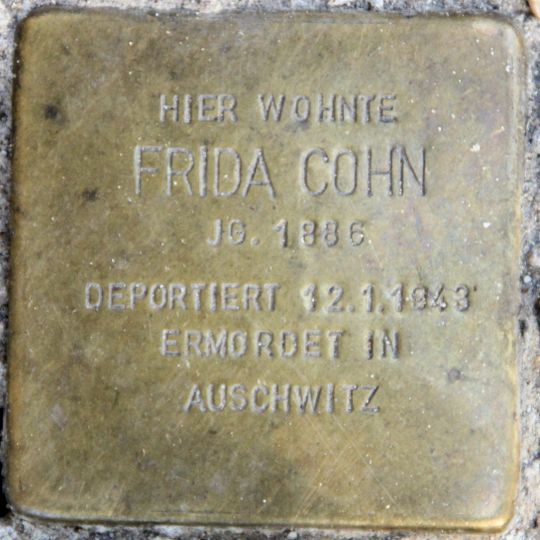 HIER WOHNTE
FRIDA COHN
JG. 1886
DEPORTIERT 12.1.1943
ERMORDET IN
AUSCHWITZ